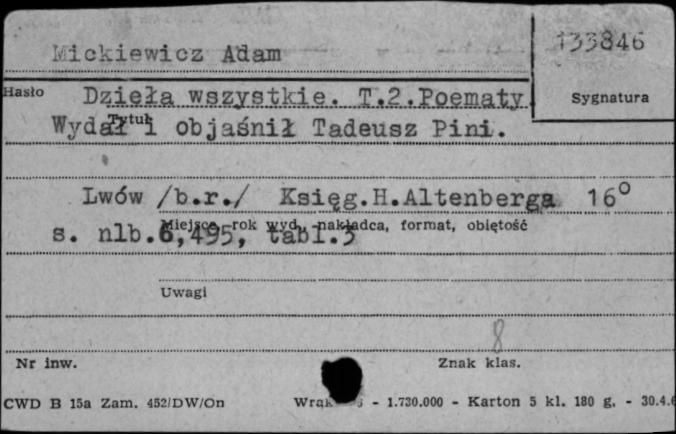 Mickiewicz Adam
133846
Hasło
Sygnatura
Dzieła wszystkie. T.2.Poematy
Tytuł
Wydał i objaśnił Tadeusz Pini.
Lwów /b.r./ Księg.H.Altenberga 16°
Miejsce, rok wyd., nakładca, format, obiętość
s. nlb.6,495, tabl.3
Uwagi
8
Nr inw.
Znak klas.
CWD B 15a Zam. 452/DW/On - 1.730.000 - Karton 5 kl. 180 g. - 30.4.